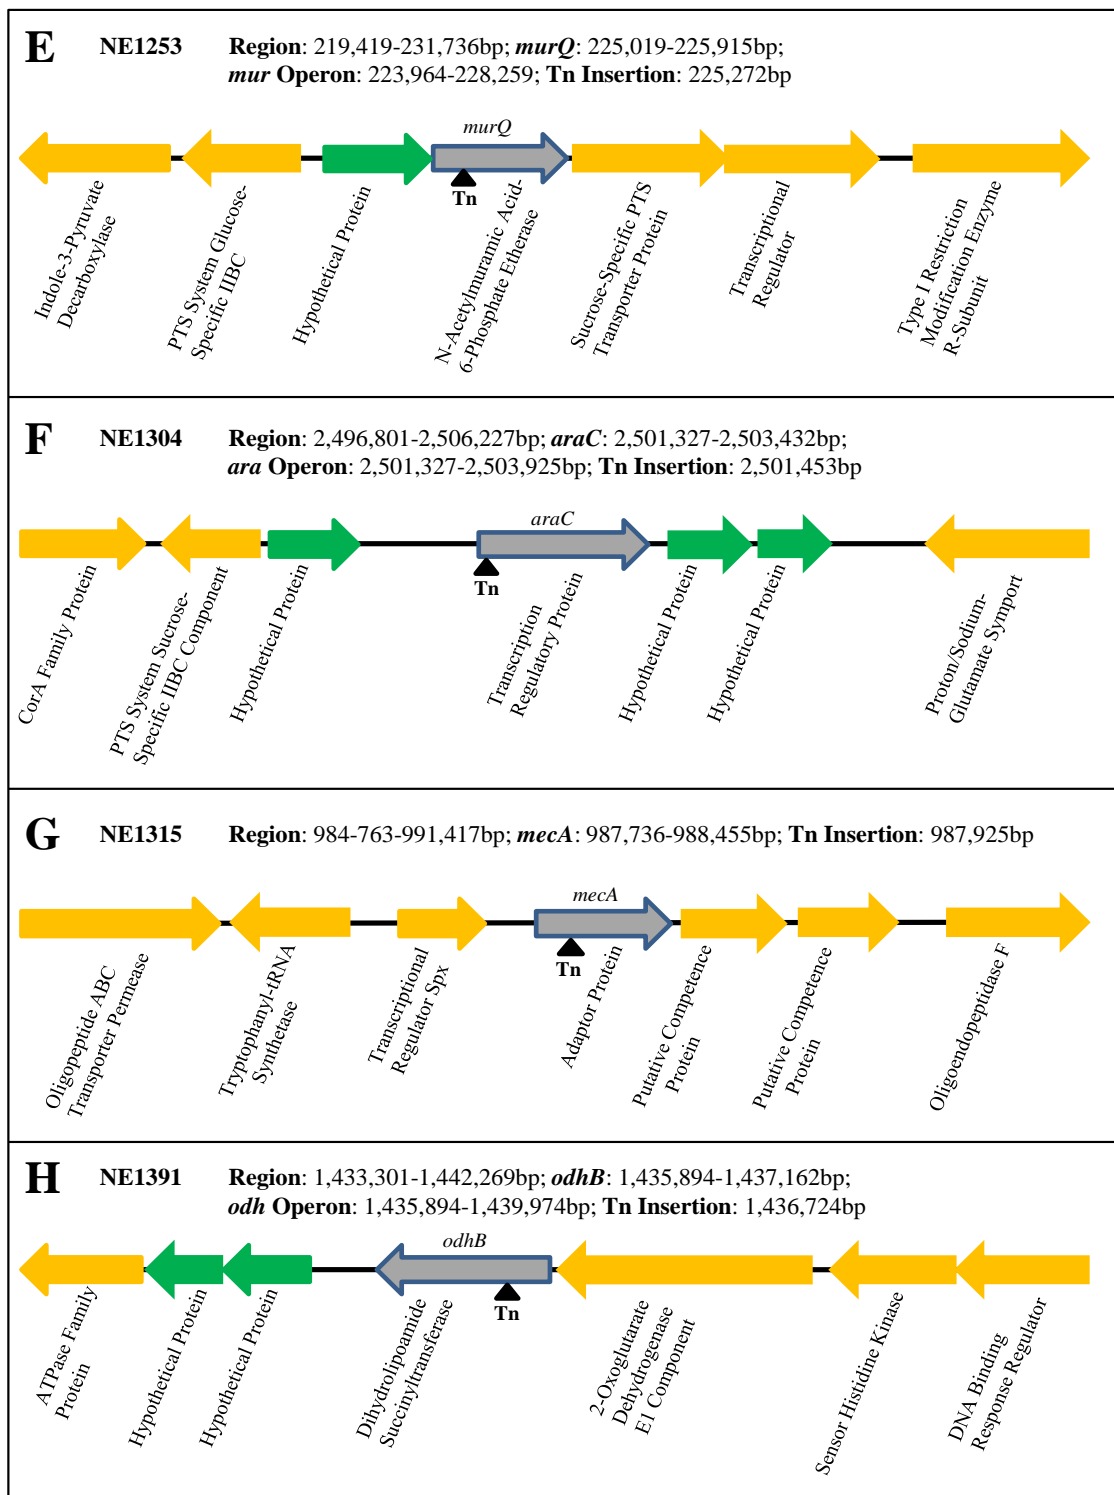 E NE1253 Region: 219,419-231,736bp; murQ: 225,019-225,915bp;
mur Operon: 223,964-228,259; Tn Insertion: 225,272bp
murQ
Tn
Indole-3-Pyruvate
Decarboxylase
PTS System Glucose-
Specific IIBC
Hypothetical Protein
N-Acetylmuramic Acid-
6-Phosphate Etherase
Sucrose-Specific PTS
Transporter Protein
Transcriptional
Regulator
Type I Restriction
Modification Enzyme
R-Subunit
F NE1304 Region: 2,496,801-2,506,227bp; araC: 2,501,327-2,503,432bp;
ara Operon: 2,501,327-2,503,925bp; Tn Insertion: 2,501,453bp
araC
Tn
CorA Family Protein
PTS System Sucrose-
Specific IIBC Component
Hypothetical Protein
Transcription
Regulatory Protein
Hypothetical Protein
Hypothetical Protein
Proton/Sodium-
Glutamate Symport
G NE1315 Region: 984-763-991,417bp; mecA: 987,736-988,455bp; Tn Insertion: 987,925bp
mecA
Tn
Oligopeptide ABC
Transporter Permease
Tryptophanyl-tRNA
Synthetase
Transcriptional
Regulator Spx
Adaptor Protein
Putative Competence
Protein
Putative Competence
Protein
Oligoendopeptidase F
H NE1391 Region: 1,433,301-1,442,269bp; odhB: 1,435,894-1,437,162bp;
odh Operon: 1,435,894-1,439,974bp; Tn Insertion: 1,436,724bp
odhB
Tn
ATPase Family
Protein
Hypothetical Protein
Hypothetical Protein
Dihydrolipoamide
Succinyltransferase
2-Oxoglutarate
Dehydrogenase
E1 Component
Sensor Histidine Kinase
DNA Binding
Response Regulator